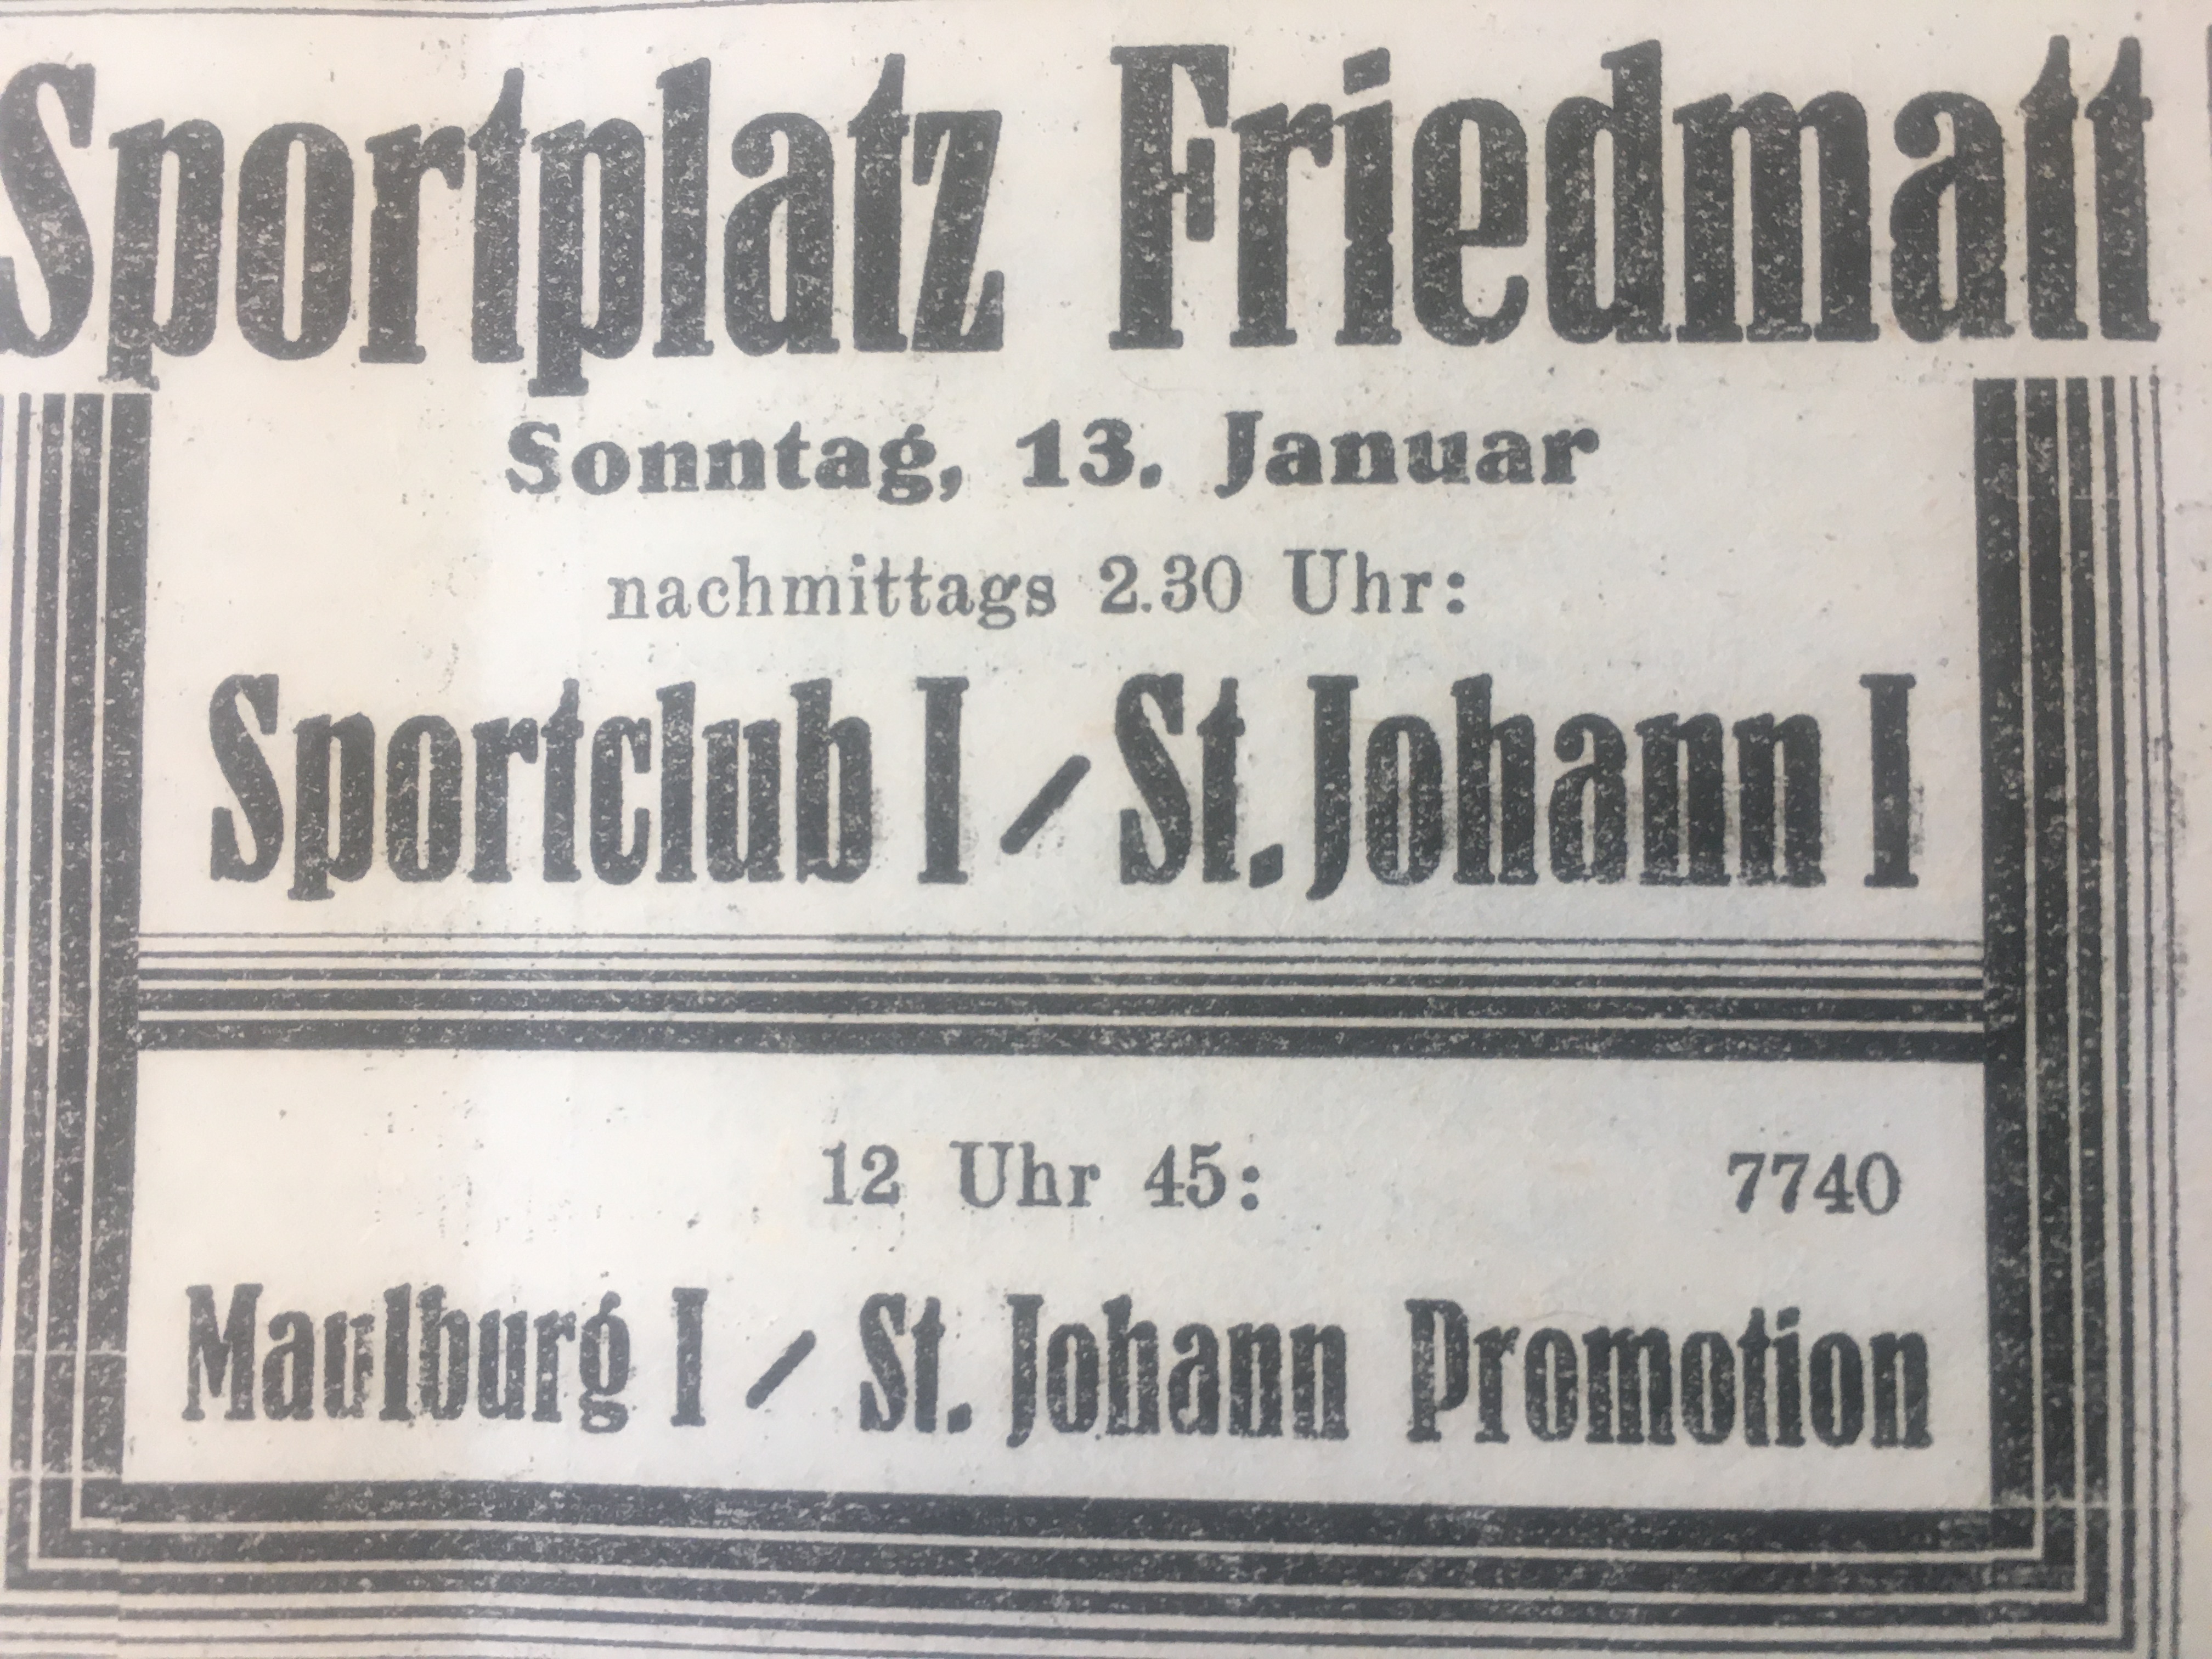 Sportplatz Friedmatt
Sonntag, 13. Januar
nachmittags 2.30 Uhr:
Sportclub I / St. Johann I
12 Uhr 45: 7740
Maulburg I / St. Johann Promotion